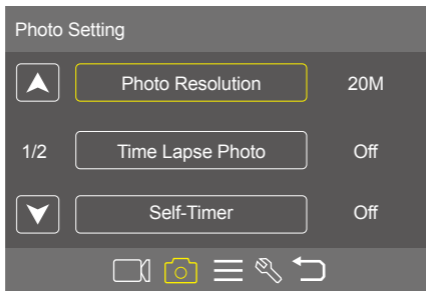 Photo Setting
Photo Resolution 20M
1/2 Time Lapse Photo Off
Self-Timer Off